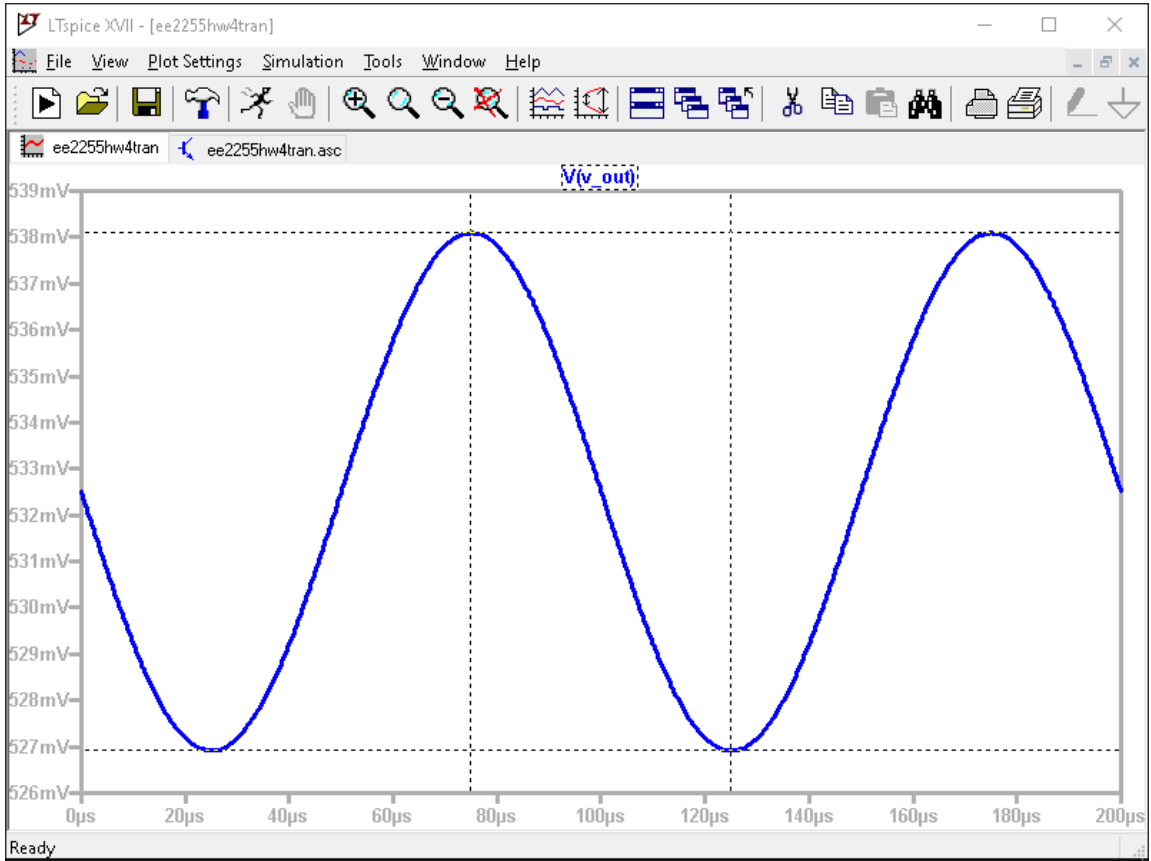 LTspice XVII - [ee2255hw4tran]
File View Plot Settings Simulation Tools Window Help
ee2255hw4tran ee2255hw4tran.asc
V(v_out)
539mV
538mV
537mV
536mV
535mV
534mV
533mV
532mV
531mV
530mV
529mV
528mV
527mV
526mV
0µs 20µs 40µs 60µs 80µs 100µs 120µs 140µs 160µs 180µs 200µs
Ready